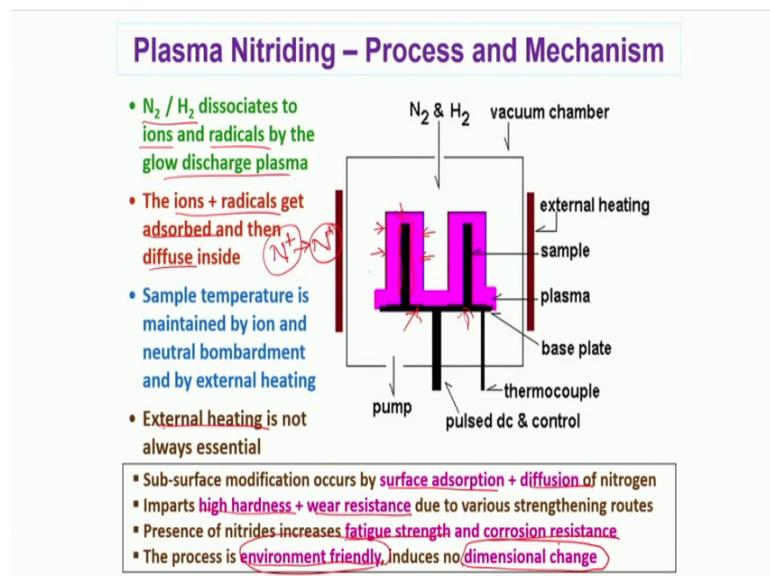 Plasma Nitriding – Process and Mechanism
• N₂ / H₂ dissociates to
ions and radicals by the
glow discharge plasma
• The ions + radicals get
adsorbed and then
diffuse inside
N⁺ → N⁺
• Sample temperature is
maintained by ion and
neutral bombardment
and by external heating
• External heating is not
always essential
N₂ & H₂
vacuum chamber
external heating
sample
plasma
base plate
thermocouple
pump
pulsed dc & control
▪ Sub-surface modification occurs by surface adsorption + diffusion of nitrogen
▪ Imparts high hardness + wear resistance due to various strengthening routes
▪ Presence of nitrides increases fatigue strength and corrosion resistance
▪ The process is environment friendly, induces no dimensional change